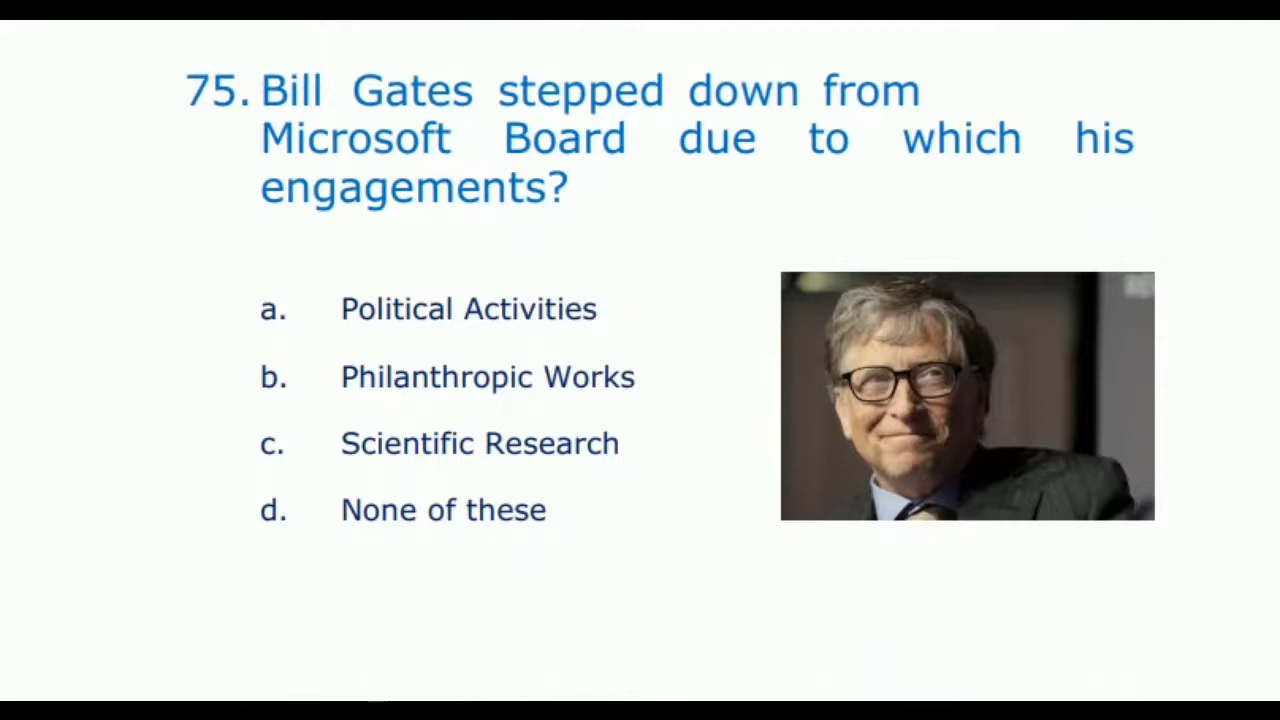 75. Bill Gates stepped down from
Microsoft Board due to which his
engagements?
a. Political Activities
b. Philanthropic Works
c. Scientific Research
d. None of these